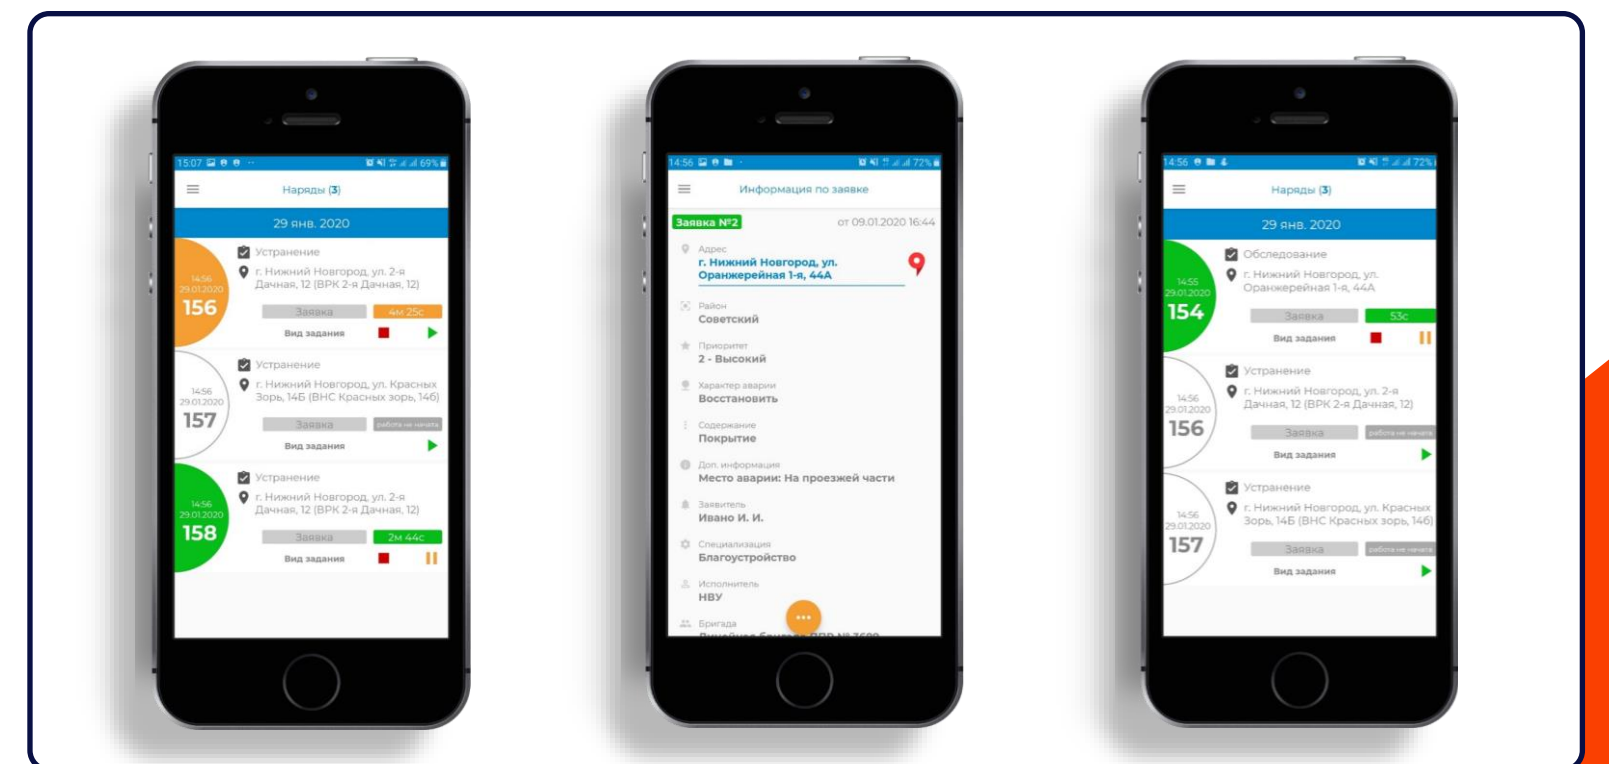 15:07
69%
Наряды (3)
29 янв. 2020
14:56
29.01.2020
156
Устранение
г. Нижний Новгород, ул. 2-я
Дачная, 12 (ВРК 2-я Дачная, 12)
Заявка
4м 25с
Вид задания
14:56
29.01.2020
157
Устранение
г. Нижний Новгород, ул. Красных
Зорь, 14Б (ВНС Красных зорь, 14б)
Заявка
работа не начата
Вид задания
14:56
29.01.2020
158
Устранение
г. Нижний Новгород, ул. 2-я
Дачная, 12 (ВРК 2-я Дачная, 12)
Заявка
2м 44с
Вид задания
14:56
72%
Информация по заявке
Заявка №2
от 09.01.2020 16:44
Адрес
г. Нижний Новгород, ул.
Оранжерейная 1-я, 44А
Район
Советский
Приоритет
2 - Высокий
Характер аварии
Восстановить
Содержание
Покрытие
Доп. информация
Место аварии: На проезжей части
Заявитель
Ивано И. И.
Специализация
Благоустройство
Исполнитель
НВУ
Бригада
14:56
72%
Наряды (3)
29 янв. 2020
14:55
29.01.2020
154
Обследование
г. Нижний Новгород, ул.
Оранжерейная 1-я, 44А
Заявка
53с
Вид задания
14:56
29.01.2020
156
Устранение
г. Нижний Новгород, ул. 2-я
Дачная, 12 (ВРК 2-я Дачная, 12)
Заявка
работа не начата
Вид задания
14:56
29.01.2020
157
Устранение
г. Нижний Новгород, ул. Красных
Зорь, 14Б (ВНС Красных зорь, 14б)
Заявка
работа не начата
Вид задания